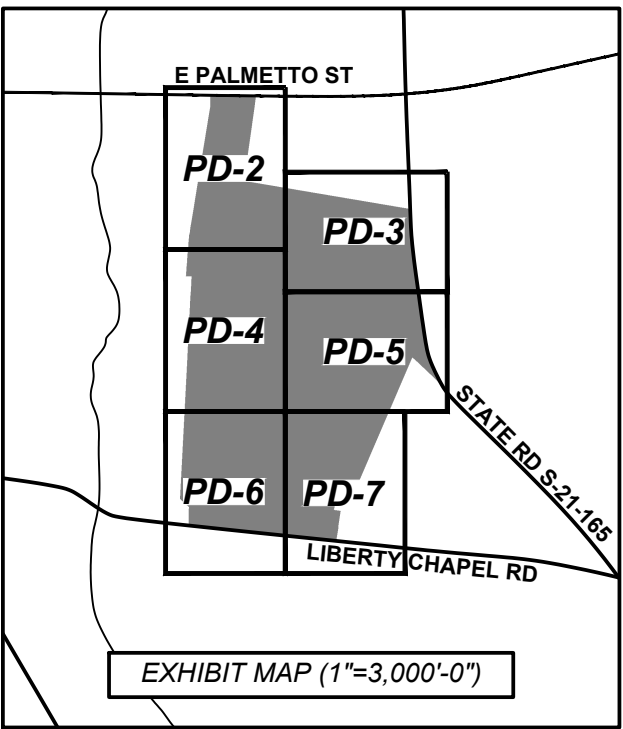 E PALMETTO ST
PD-2
PD-3
PD-4
PD-5
STATE RD S-21-165
PD-6
PD-7
LIBERTY CHAPEL RD
EXHIBIT MAP (1"=3,000'-0")